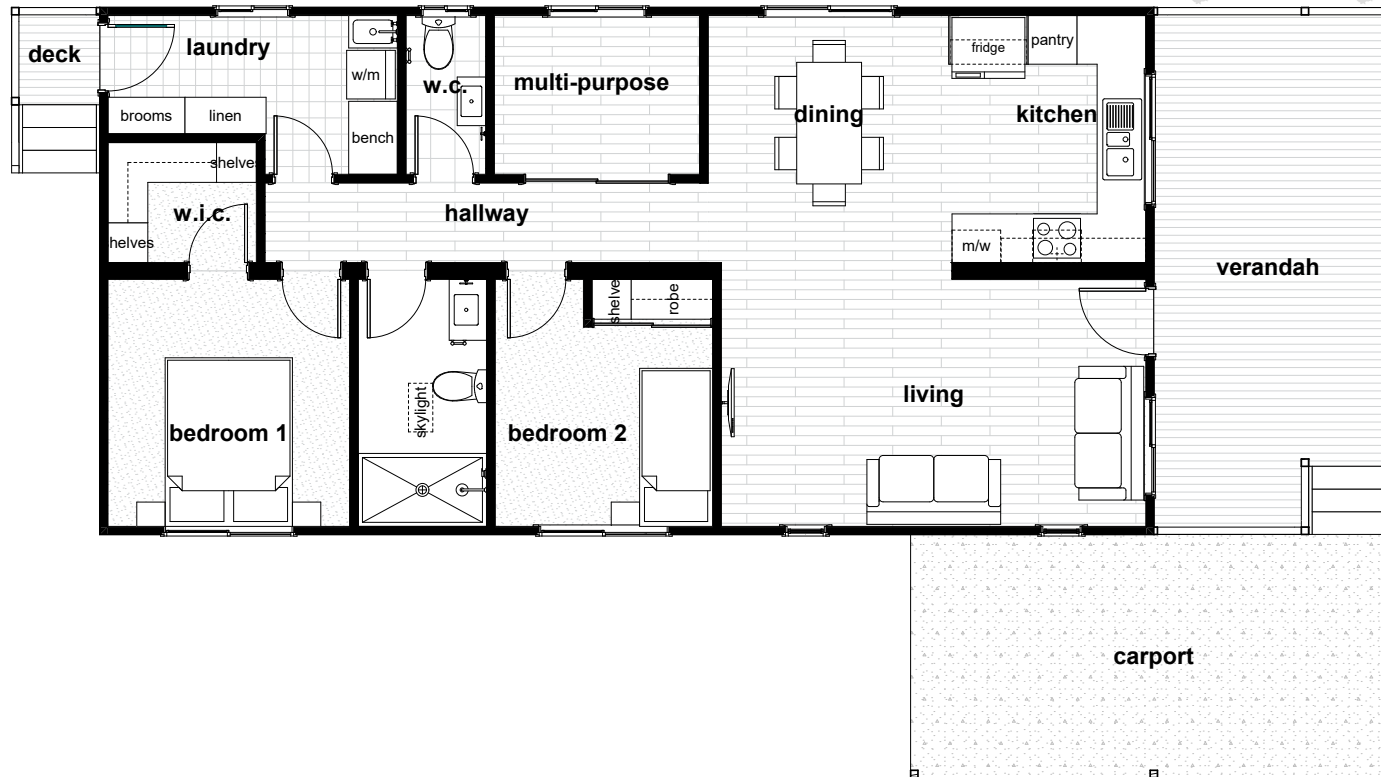 deck
laundry
w/m
w.c.
multi-purpose
fridge
pantry
dining
kitchen
brooms
linen
bench
shelves
w.i.c.
hallway
helves
m/w
verandah
shelve
robe
living
skylight
bedroom 1
bedroom 2
carport